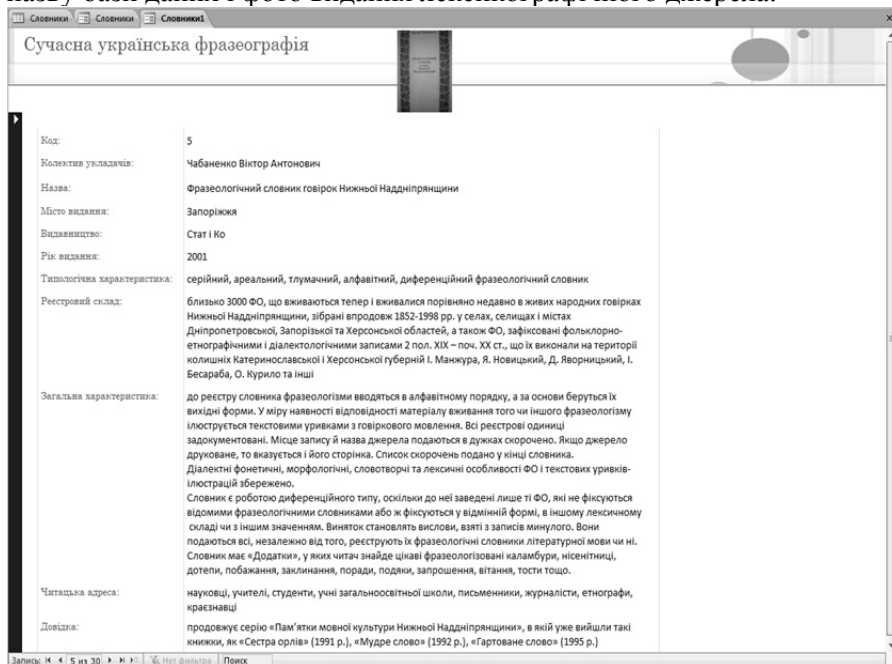 назву бази даних і фото видання лексикографічного джерела.
Словники Словники Словники1
Сучасна українська фразеографія
Код: 5
Колектив укладачів: Чабаненко Віктор Антонович
Назва: Фразеологічний словник говірок Нижньої Наддніпрянщини
Місто видання: Запоріжжя
Видавництво: Стат і Ко
Рік видання: 2001
Типологічна характеристика: серійний, ареальний, тлумачний, алфавітний, диференційний фразеологічний словник
Реєстровий склад: близько 3000 ФО, що вживаються тепер і вживалися порівняно недавно в живих народних говірках
Нижньої Наддніпрянщини, зібрані впродовж 1852-1998 рр. у селах, селищах і містах
Дніпропетровської, Запорізької та Херсонської областей, а також ФО, зафіксовані фольклорно-
етнографічними і діалектологічними записами 2 пол. ХІХ – поч. ХХ ст., що їх виконали на території
колишніх Катеринославської і Херсонської губерній І. Манжура, Я. Новицький, Д. Яворницький, І.
Бесараба, О. Курило та інші
Загальна характеристика: до реєстру словника фразеологізми вводяться в алфавітному порядку, а за основи беруться їх
вихідні форми. У міру наявності відповідності матеріалу вживання того чи іншого фразеологізму
ілюструється текстовими уривками з говіркового мовлення. Всі реєстрові одиниці
задокументовані. Місце запису й назва джерела подаються в дужках скорочено. Якщо джерело
друковане, то вказується і його сторінка. Список скорочень подано у кінці словника.
Діалектні фонетичні, морфологічні, словотворчі та лексичні особливості ФО і текстових уривків-
ілюстрацій збережено.
Словник є роботою диференційного типу, оскільки до неї заведені лише ті ФО, які не фіксуються
відомими фразеологічними словниками або ж фіксуються у відмінній формі, в іншому лексичному
складі чи з іншим значенням. Виняток становлять вислови, взяті з записів минулого. Вони
подаються всі, незалежно від того, реєструють їх фразеологічні словники літературної мови чи ні.
Словник має «Додатки», у яких читач знайде цікаві фразеологізовані каламбури, нісенітниці,
дотепи, побажання, заклинання, поради, подяки, запрошення, вітання, тости тощо.
Читацька адреса: науковці, учителі, студенти, учні загальноосвітньої школи, письменники, журналісти, етнографи,
краєзнавці
Довідка: продовжує серію «Пам'ятки мовної культури Нижньої Наддніпрянщини», в якій уже вийшли такі
книжки, як «Сестра орлів» (1991 р.), «Мудре слово» (1992 р.), «Гартоване слово» (1995 р.)
Запись: 5 из 30 Нет фильтра Поиск